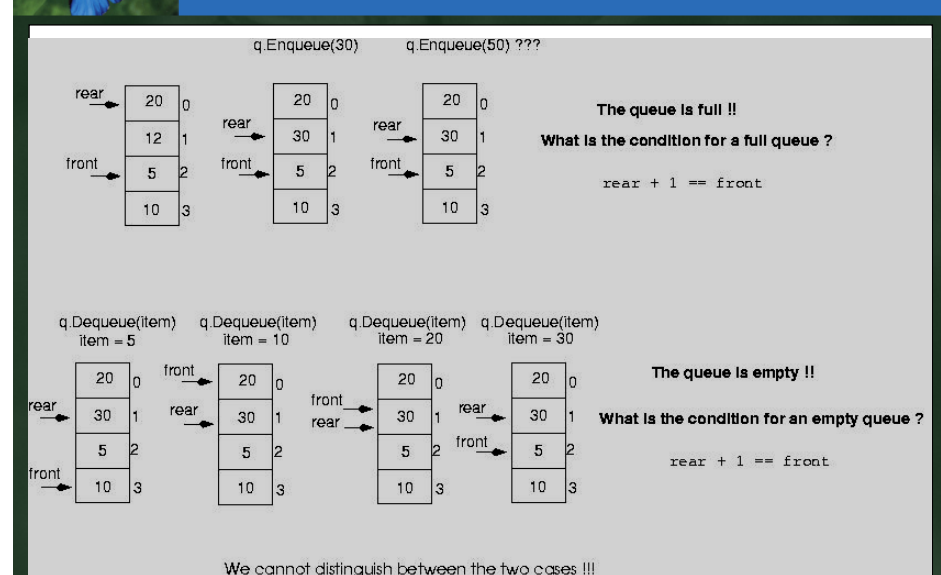 q.Enqueue(30) q.Enqueue(50) ???
rear 20 0
12 1
front 5 2
10 3
20 0
rear 30 1
front 5 2
10 3
20 0
rear 30 1
front 5 2
10 3
The queue is full !!
What is the condition for a full queue ?
rear + 1 == front
q.Dequeue(item) q.Dequeue(item) q.Dequeue(item) q.Dequeue(item)
item = 5 item = 10 item = 20 item = 30
20 0
rear 30 1
5 2
front 10 3
front 20 0
rear 30 1
5 2
10 3
20 0
front
rear 30 1
5 2
10 3
20 0
rear 30 1
front 5 2
10 3
The queue is empty !!
What is the condition for an empty queue ?
rear + 1 == front
We cannot distinguish between the two cases !!!